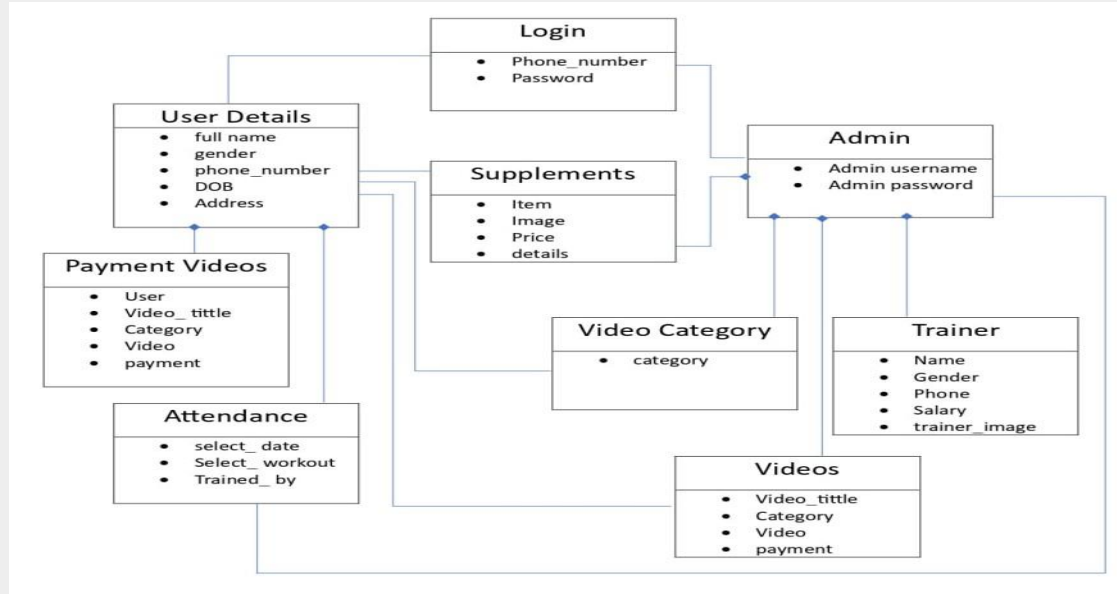 Login
• Phone_number
• Password
User Details
• full name
• gender
• phone_number
• DOB
• Address
Admin
• Admin username
• Admin password
Supplements
• Item
• Image
• Price
• details
Payment Videos
• User
• Video_ tittle
• Category
• Video
• payment
Video Category
• category
Trainer
• Name
• Gender
• Phone
• Salary
• trainer_image
Attendance
• select_ date
• Select_ workout
• Trained_ by
Videos
• Video_tittle
• Category
• Video
• payment